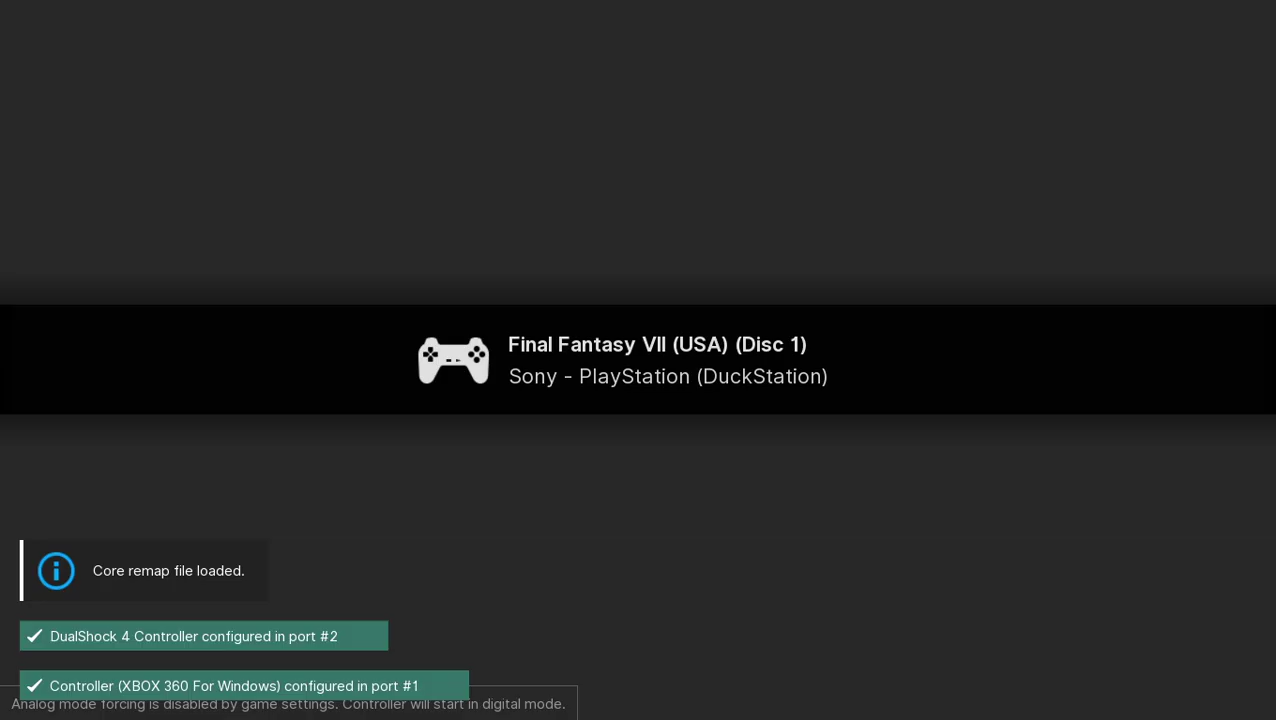 Final Fantasy VII (USA) (Disc 1)
Sony - PlayStation (DuckStation)
Core remap file loaded.
DualShock 4 Controller configured in port #2
Controller (XBOX 360 For Windows) configured in port #1
Analog mode forcing is disabled by game settings. Controller will start in digital mode.